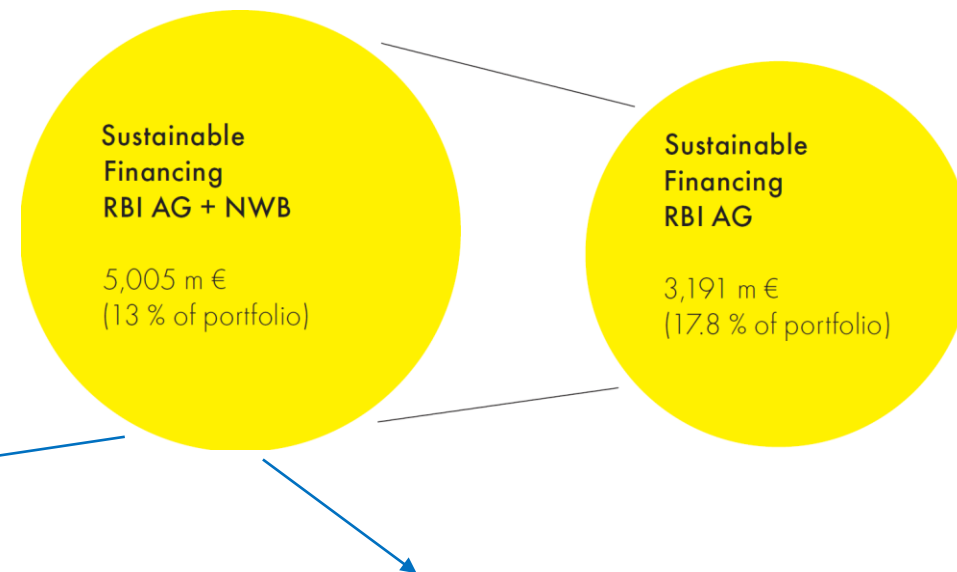 Sustainable
Financing
RBI AG + NWB
5,005 m €
(13 % of portfolio)
Sustainable
Financing
RBI AG
3,191 m €
(17.8 % of portfolio)